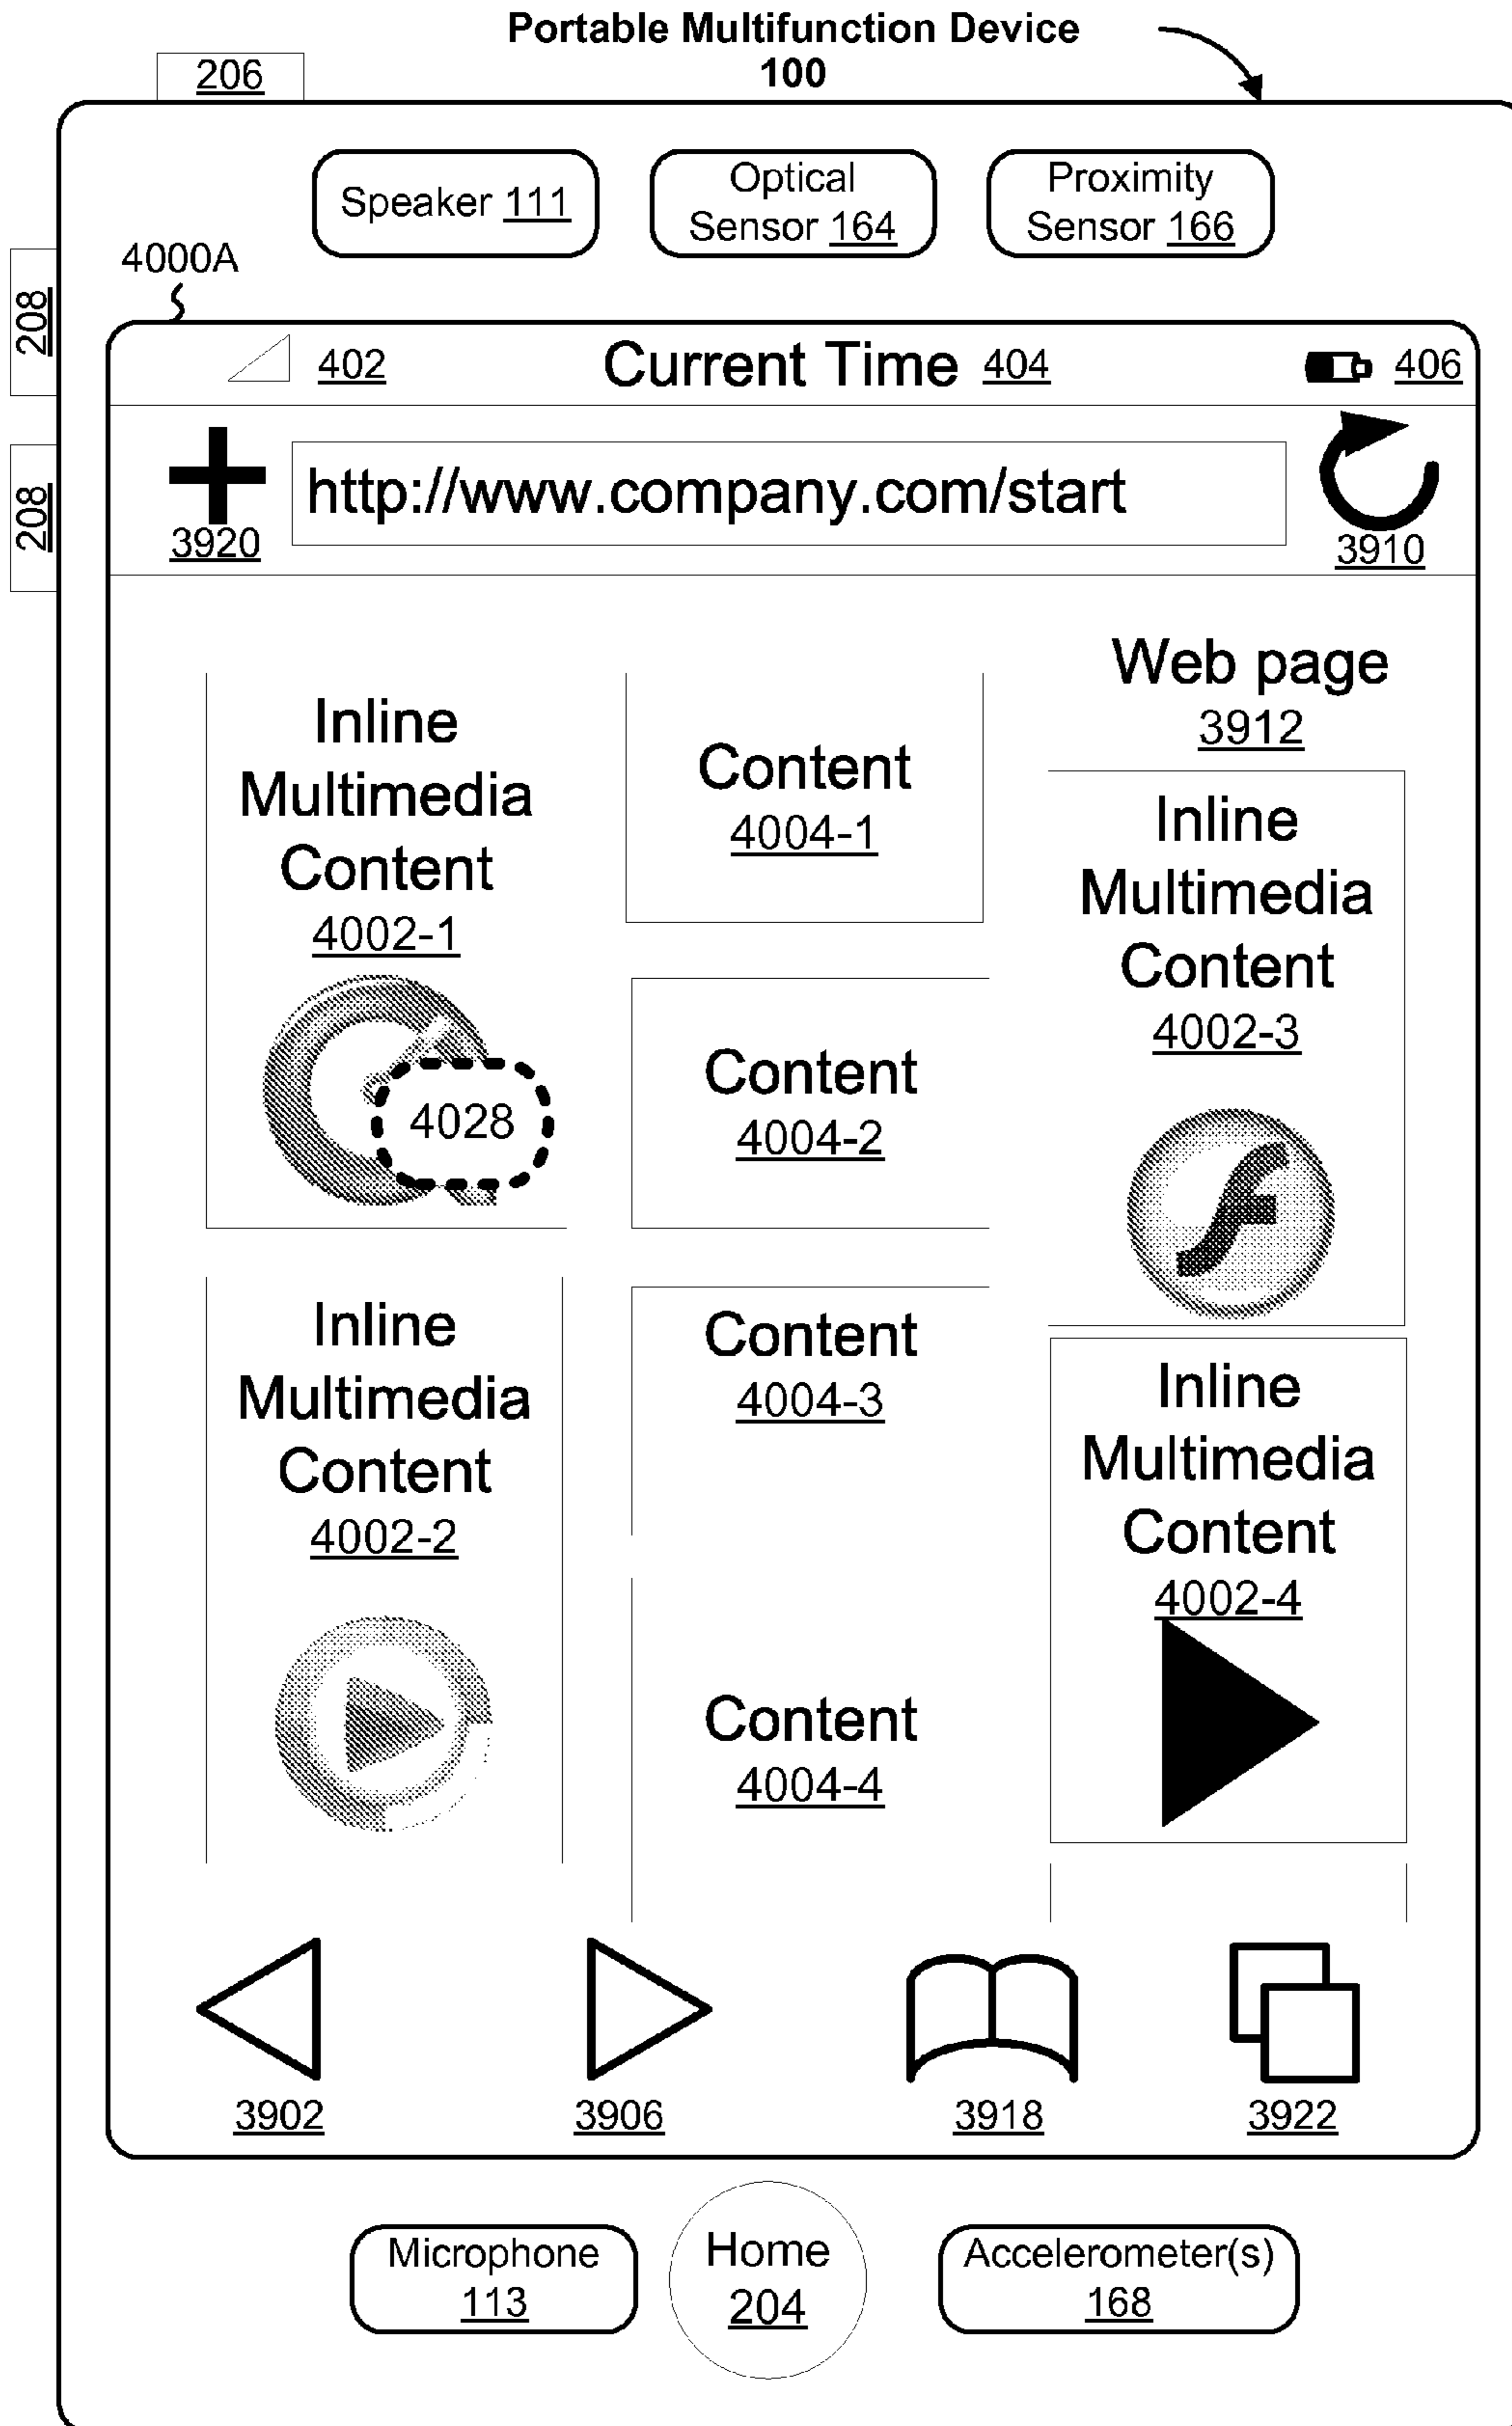 Portable Multifunction Device
100
206
Speaker 111
Optical
Sensor 164
Proximity
Sensor 166
4000A
208
208
402
Current Time 404
406
3920
http://www.company.com/start
3910
Web page
3912
Inline
Multimedia
Content
4002-1
4028
Content
4004-1
Content
4004-2
Inline
Multimedia
Content
4002-3
Inline
Multimedia
Content
4002-2
Content
4004-3
Content
4004-4
Inline
Multimedia
Content
4002-4
3902
3906
3918
3922
Microphone
113
Home
204
Accelerometer(s)
168